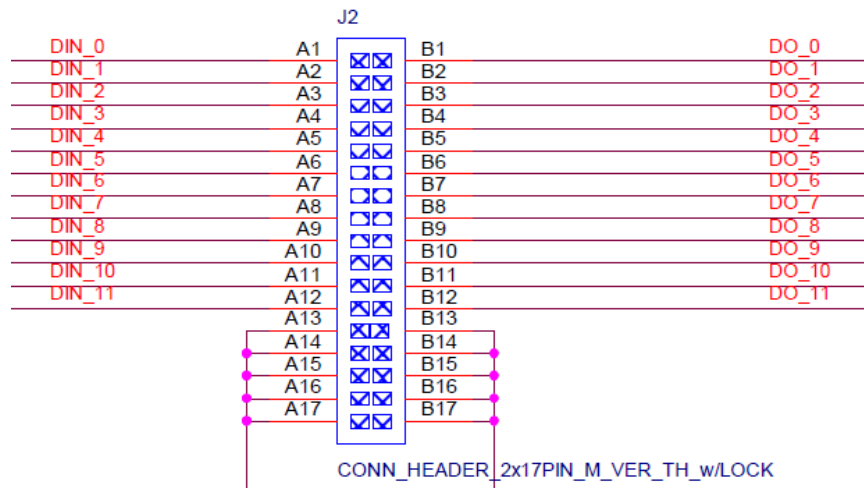 J2
DIN_0 A1 B1 DO_0
DIN_1 A2 B2 DO_1
DIN_2 A3 B3 DO_2
DIN_3 A4 B4 DO_3
DIN_4 A5 B5 DO_4
DIN_5 A6 B6 DO_5
DIN_6 A7 B7 DO_6
DIN_7 A8 B8 DO_7
DIN_8 A9 B9 DO_8
DIN_9 A10 B10 DO_9
DIN_10 A11 B11 DO_10
DIN_11 A12 B12 DO_11
A13 B13
A14 B14
A15 B15
A16 B16
A17 B17
CONN_HEADER_2x17PIN_M_VER_TH_w/LOCK